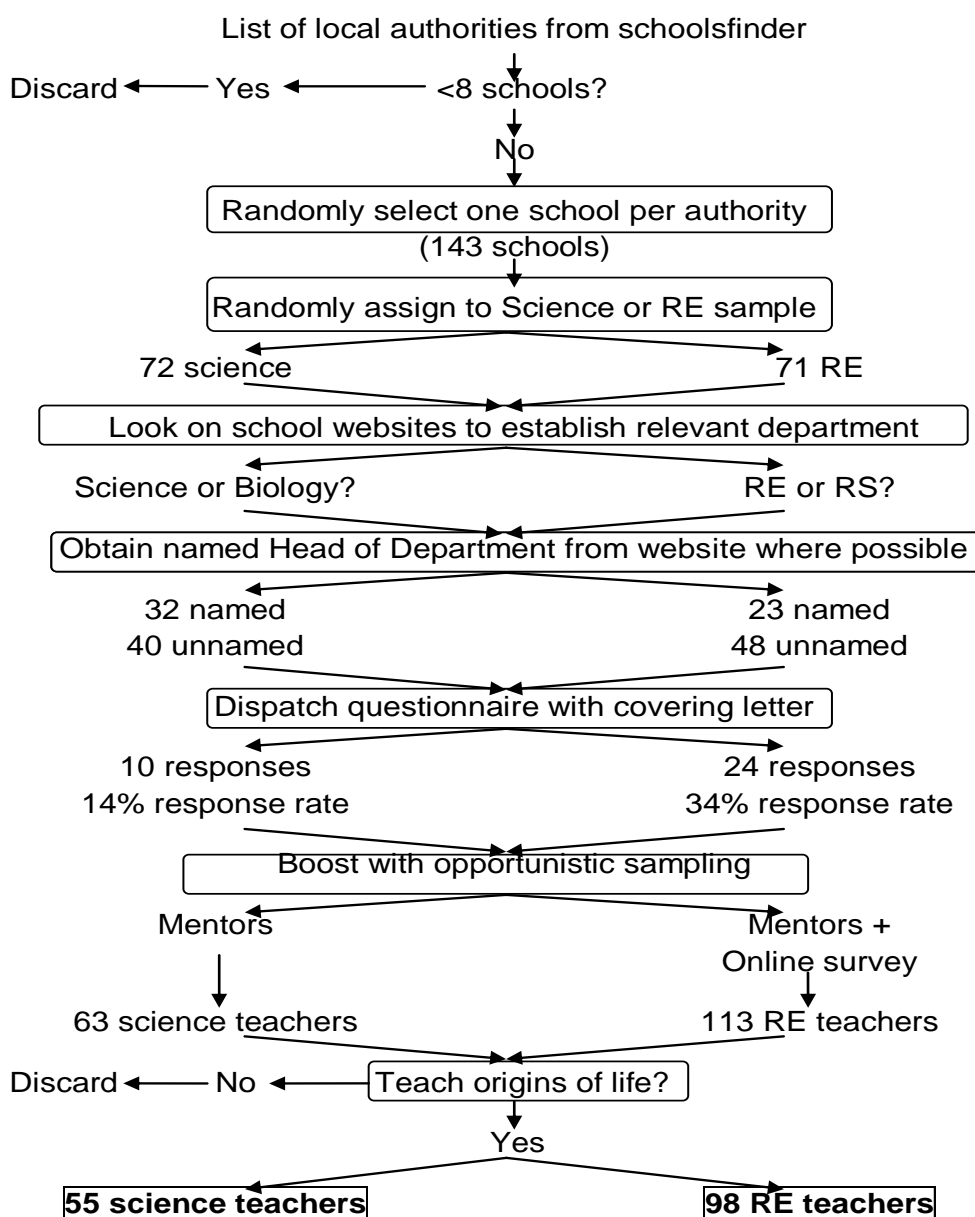 List of local authorities from schoolsfinder
Discard Yes <8 schools?
No
Randomly select one school per authority
(143 schools)
Randomly assign to Science or RE sample
72 science 71 RE
Look on school websites to establish relevant department
Science or Biology? RE or RS?
Obtain named Head of Department from website where possible
32 named 23 named
40 unnamed 48 unnamed
Dispatch questionnaire with covering letter
10 responses 24 responses
14% response rate 34% response rate
Boost with opportunistic sampling
Mentors Mentors +
Online survey
63 science teachers 113 RE teachers
Discard No Teach origins of life?
Yes
55 science teachers 98 RE teachers